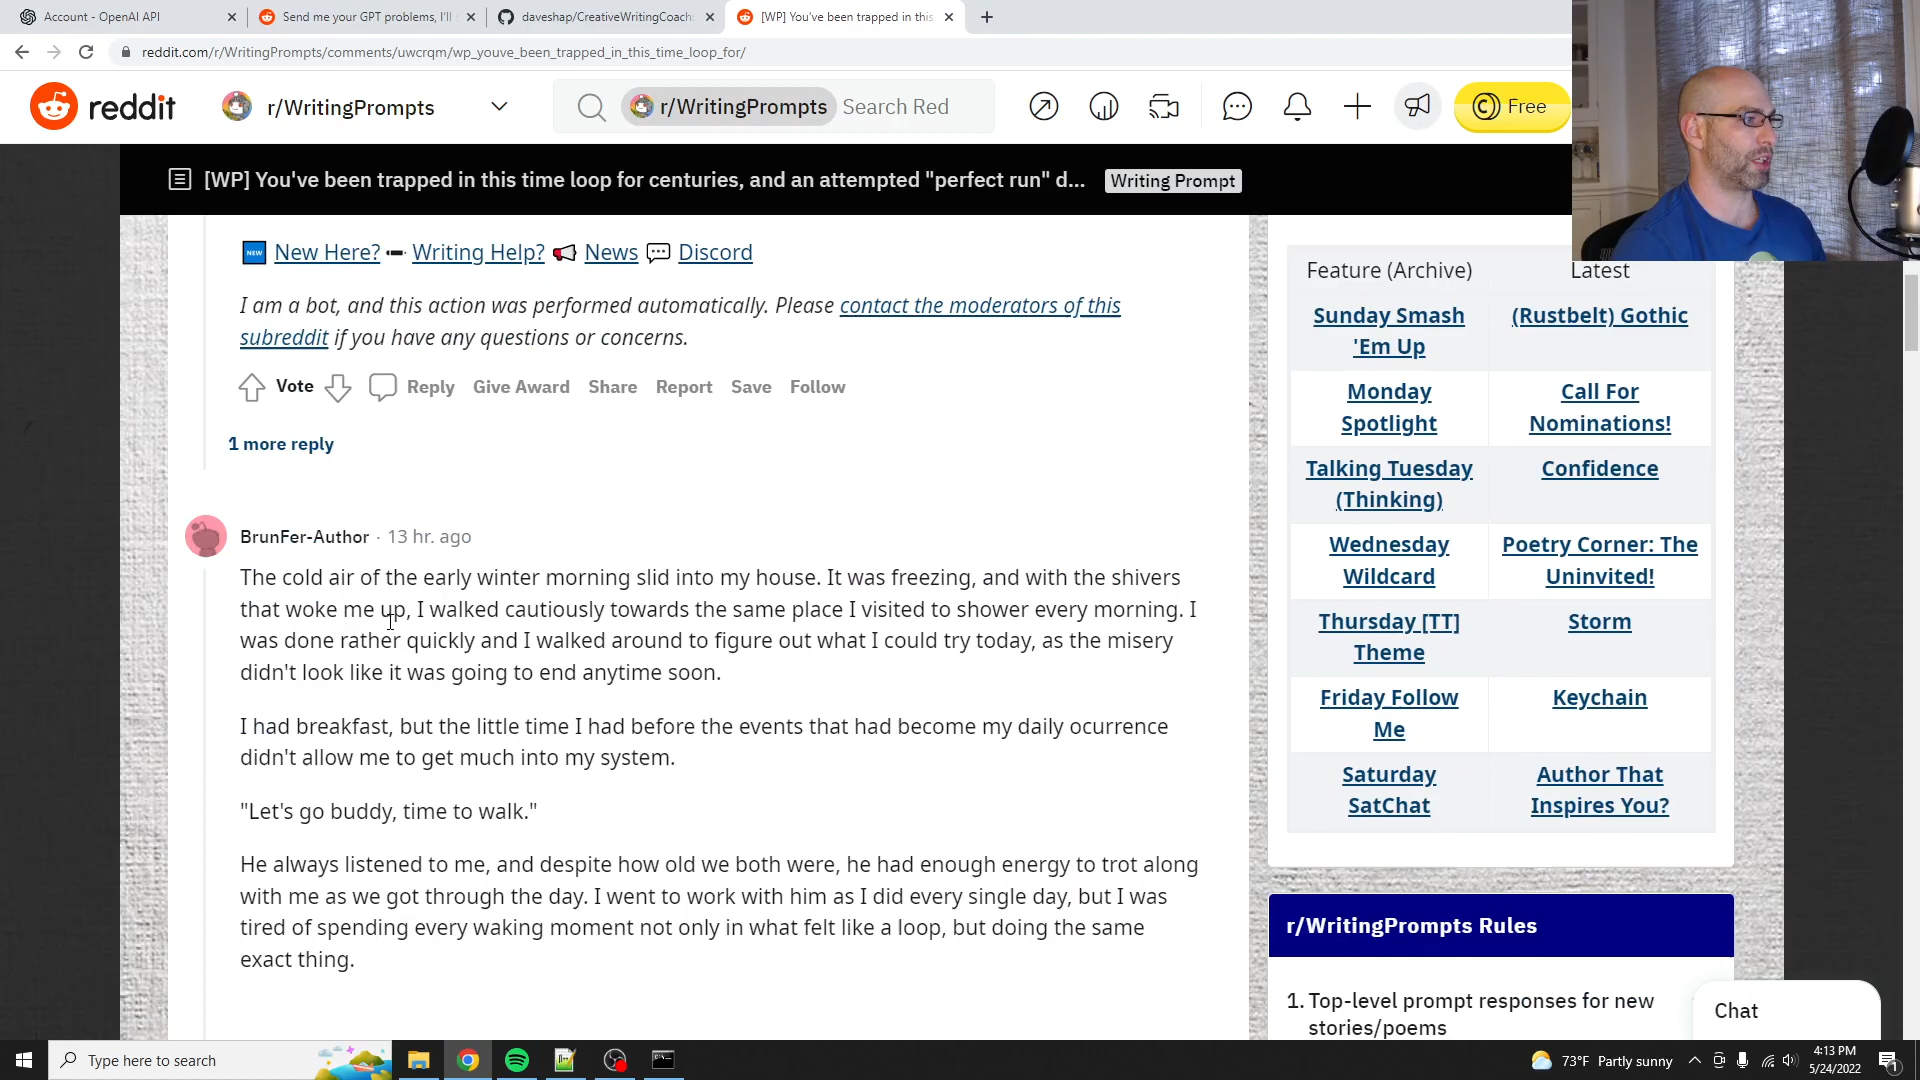 Account - OpenAI API
Send me your GPT problems, I'll
daveshap/CreativeWritingCoach:
[WP] You've been trapped in this
reddit.com/r/WritingPrompts/comments/uwcrqm/wp_youve_been_trapped_in_this_time_loop_for/
reddit
r/WritingPrompts
r/WritingPrompts
Search Red
Free
[WP] You've been trapped in this time loop for centuries, and an attempted "perfect run" d...
Writing Prompt
NEW New Here? Writing Help? News Discord
I am a bot, and this action was performed automatically. Please contact the moderators of this
subreddit if you have any questions or concerns.
Vote Reply Give Award Share Report Save Follow
1 more reply
BrunFer-Author · 13 hr. ago
The cold air of the early winter morning slid into my house. It was freezing, and with the shivers
that woke me up, I walked cautiously towards the same place I visited to shower every morning. I
was done rather quickly and I walked around to figure out what I could try today, as the misery
didn't look like it was going to end anytime soon.
I had breakfast, but the little time I had before the events that had become my daily ocurrence
didn't allow me to get much into my system.
"Let's go buddy, time to walk."
He always listened to me, and despite how old we both were, he had enough energy to trot along
with me as we got through the day. I went to work with him as I did every single day, but I was
tired of spending every waking moment not only in what felt like a loop, but doing the same
exact thing.
Feature (Archive) Latest
Sunday Smash
'Em Up
(Rustbelt) Gothic
Monday
Spotlight
Call For
Nominations!
Talking Tuesday
(Thinking)
Confidence
Wednesday
Wildcard
Poetry Corner: The
Uninvited!
Thursday [TT]
Theme
Storm
Friday Follow
Me
Keychain
Saturday
SatChat
Author That
Inspires You?
r/WritingPrompts Rules
1. Top-level prompt responses for new
stories/poems
Chat
Type here to search
73°F Partly sunny
4:13 PM
5/24/2022
1